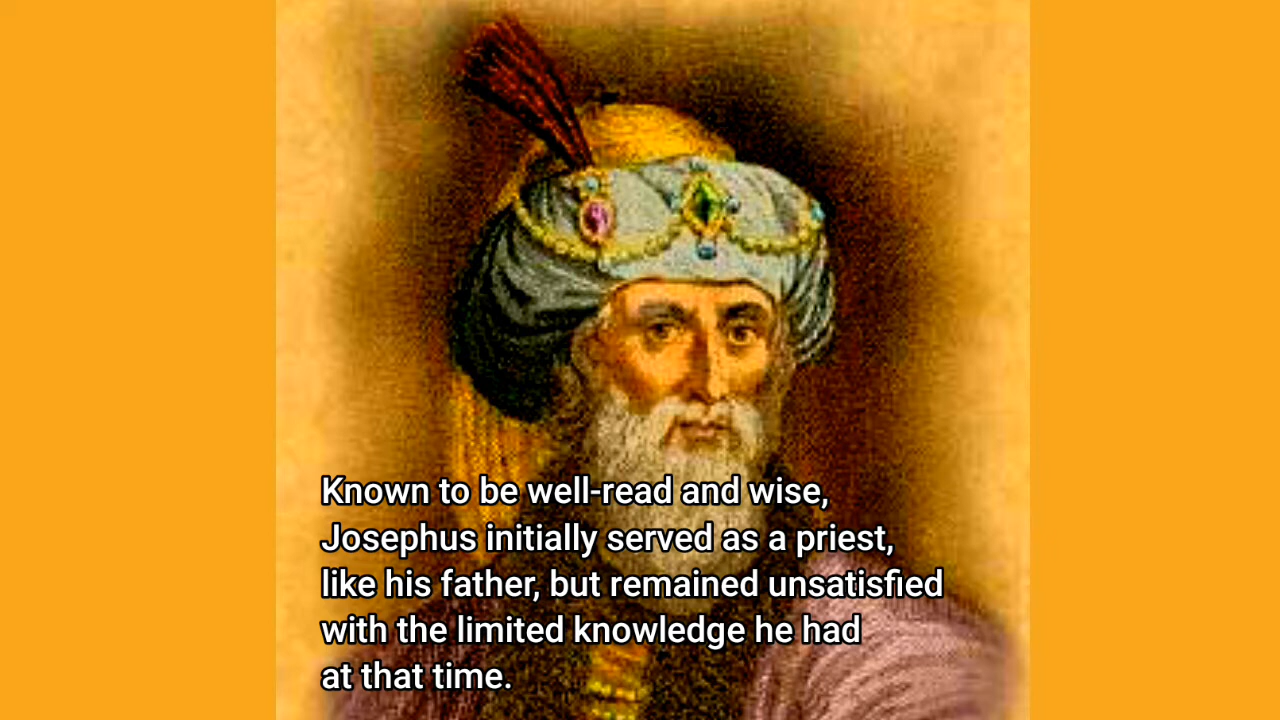 Known to be well-read and wise,
Josephus initially served as a priest,
like his father, but remained unsatisfied
with the limited knowledge he had
at that time.